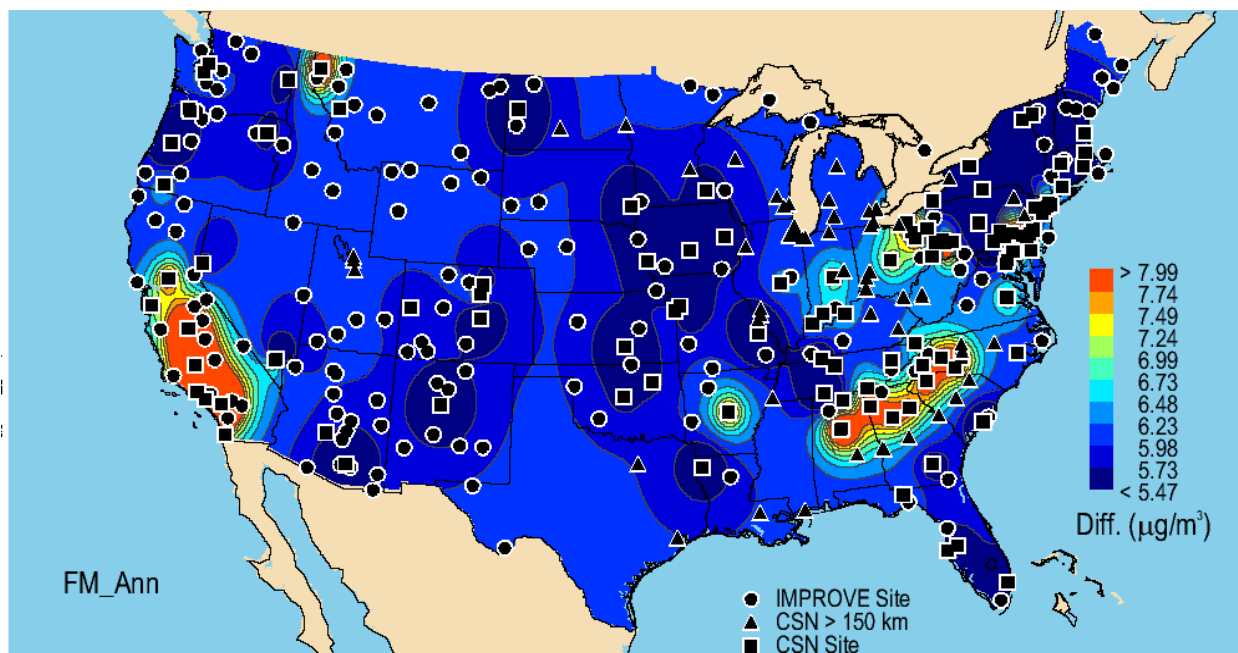 > 7.99
7.74
7.49
7.24
6.99
6.73
6.48
6.23
5.98
5.73
< 5.47
Diff. (μg/m³)
FM_Ann
IMPROVE Site
CSN > 150 km
CSN Site